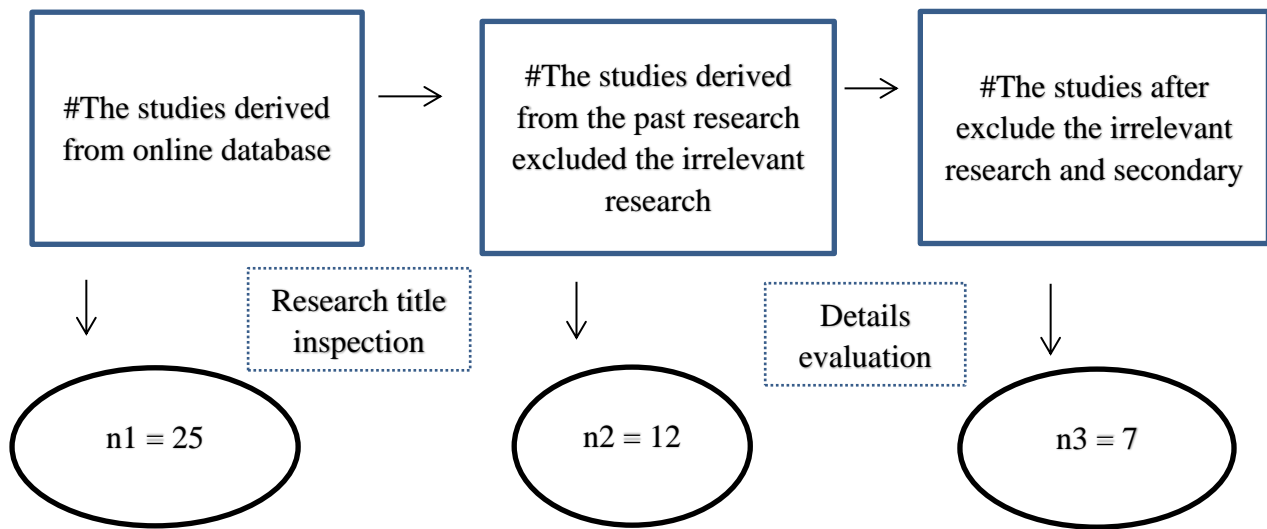 #The studies derived
from online database
#The studies derived
from the past research
excluded the irrelevant
research
#The studies after
exclude the irrelevant
research and secondary
Research title
inspection
Details
evaluation
n1 = 25
n2 = 12
n3 = 7